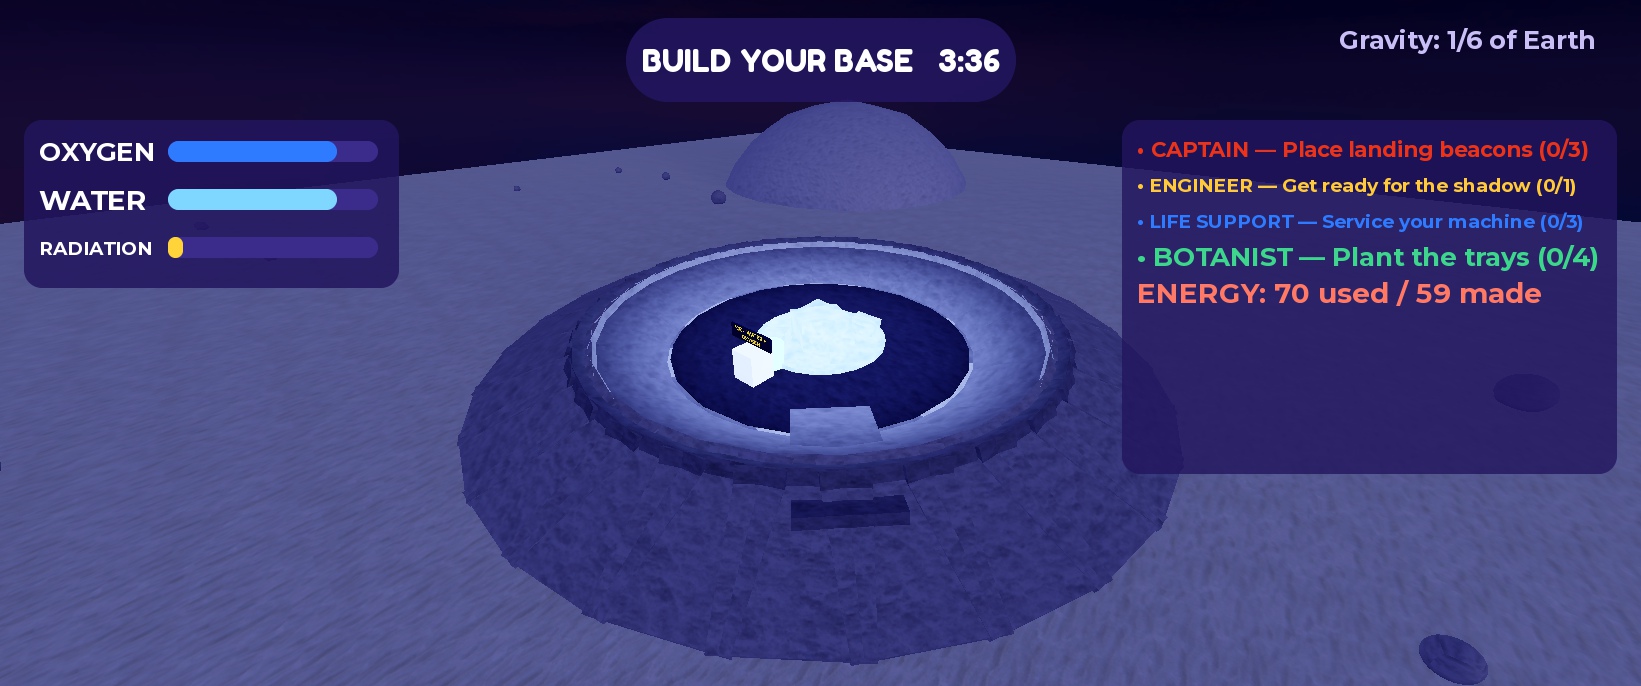 BUILD YOUR BASE 3:36
Gravity: 1/6 of Earth
OXYGEN
WATER
RADIATION
• CAPTAIN — Place landing beacons (0/3)
• ENGINEER — Get ready for the shadow (0/1)
• LIFE SUPPORT — Service your machine (0/3)
• BOTANIST — Plant the trays (0/4)
ENERGY: 70 used / 59 made